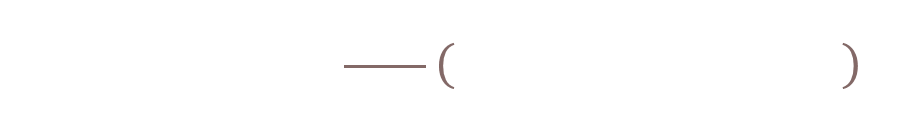 —— (                    )